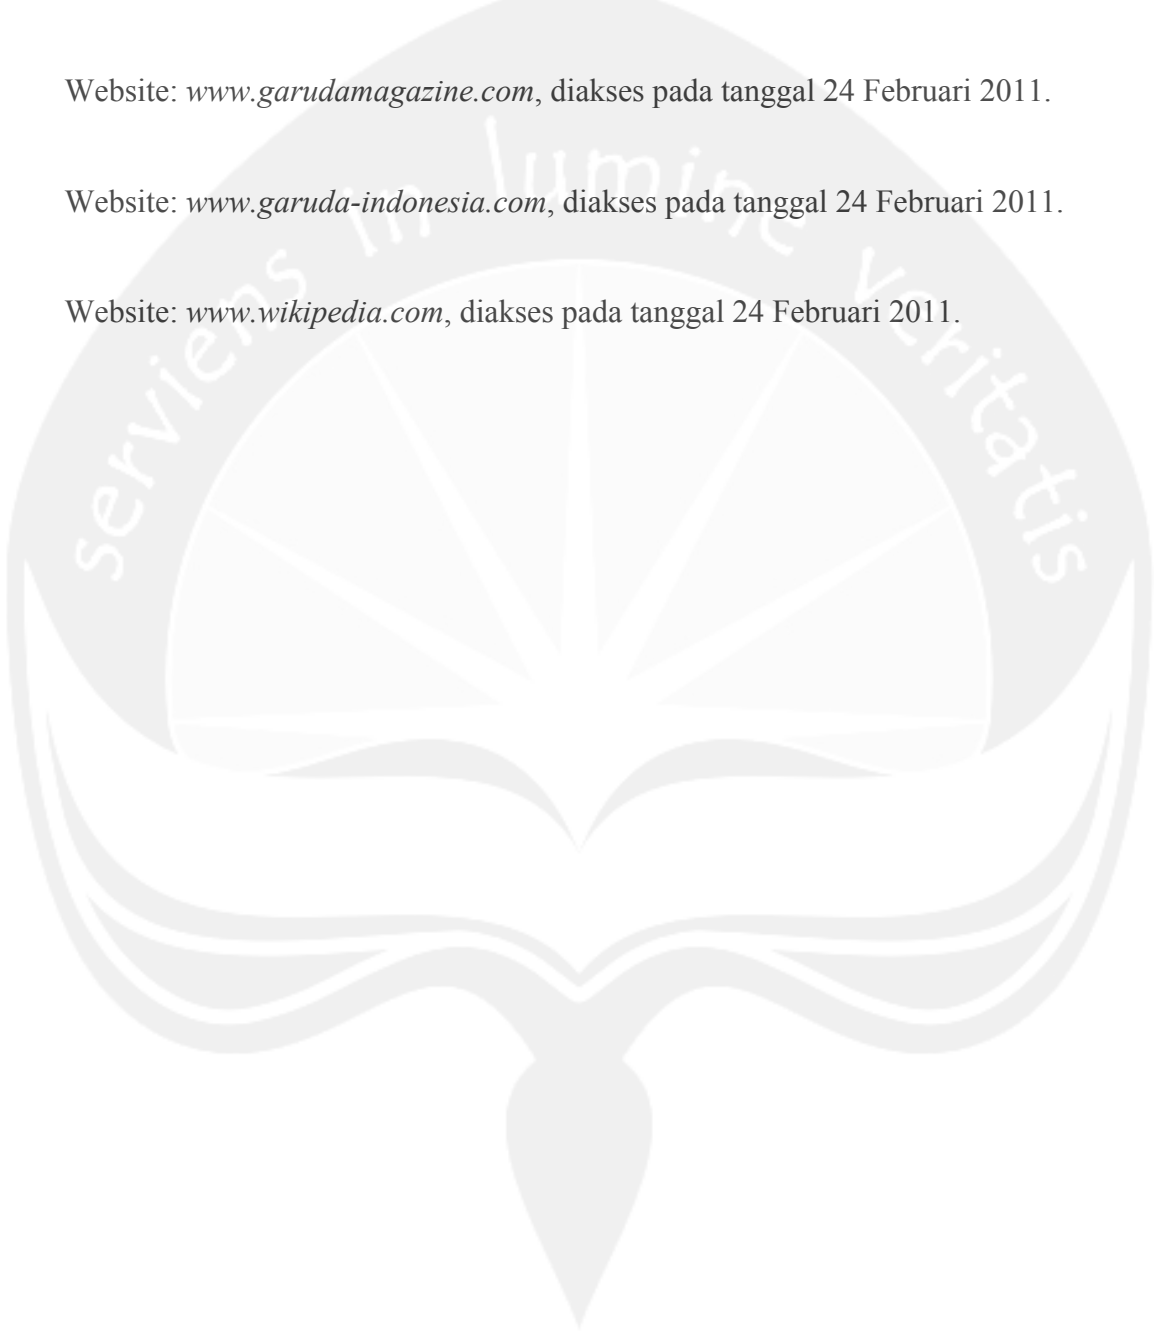 Website: www.garudamagazine.com, diakses pada tanggal 24 Februari 2011.
Website: www.garuda-indonesia.com, diakses pada tanggal 24 Februari 2011.
Website: www.wikipedia.com, diakses pada tanggal 24 Februari 2011.
serviens in lumine veritatis